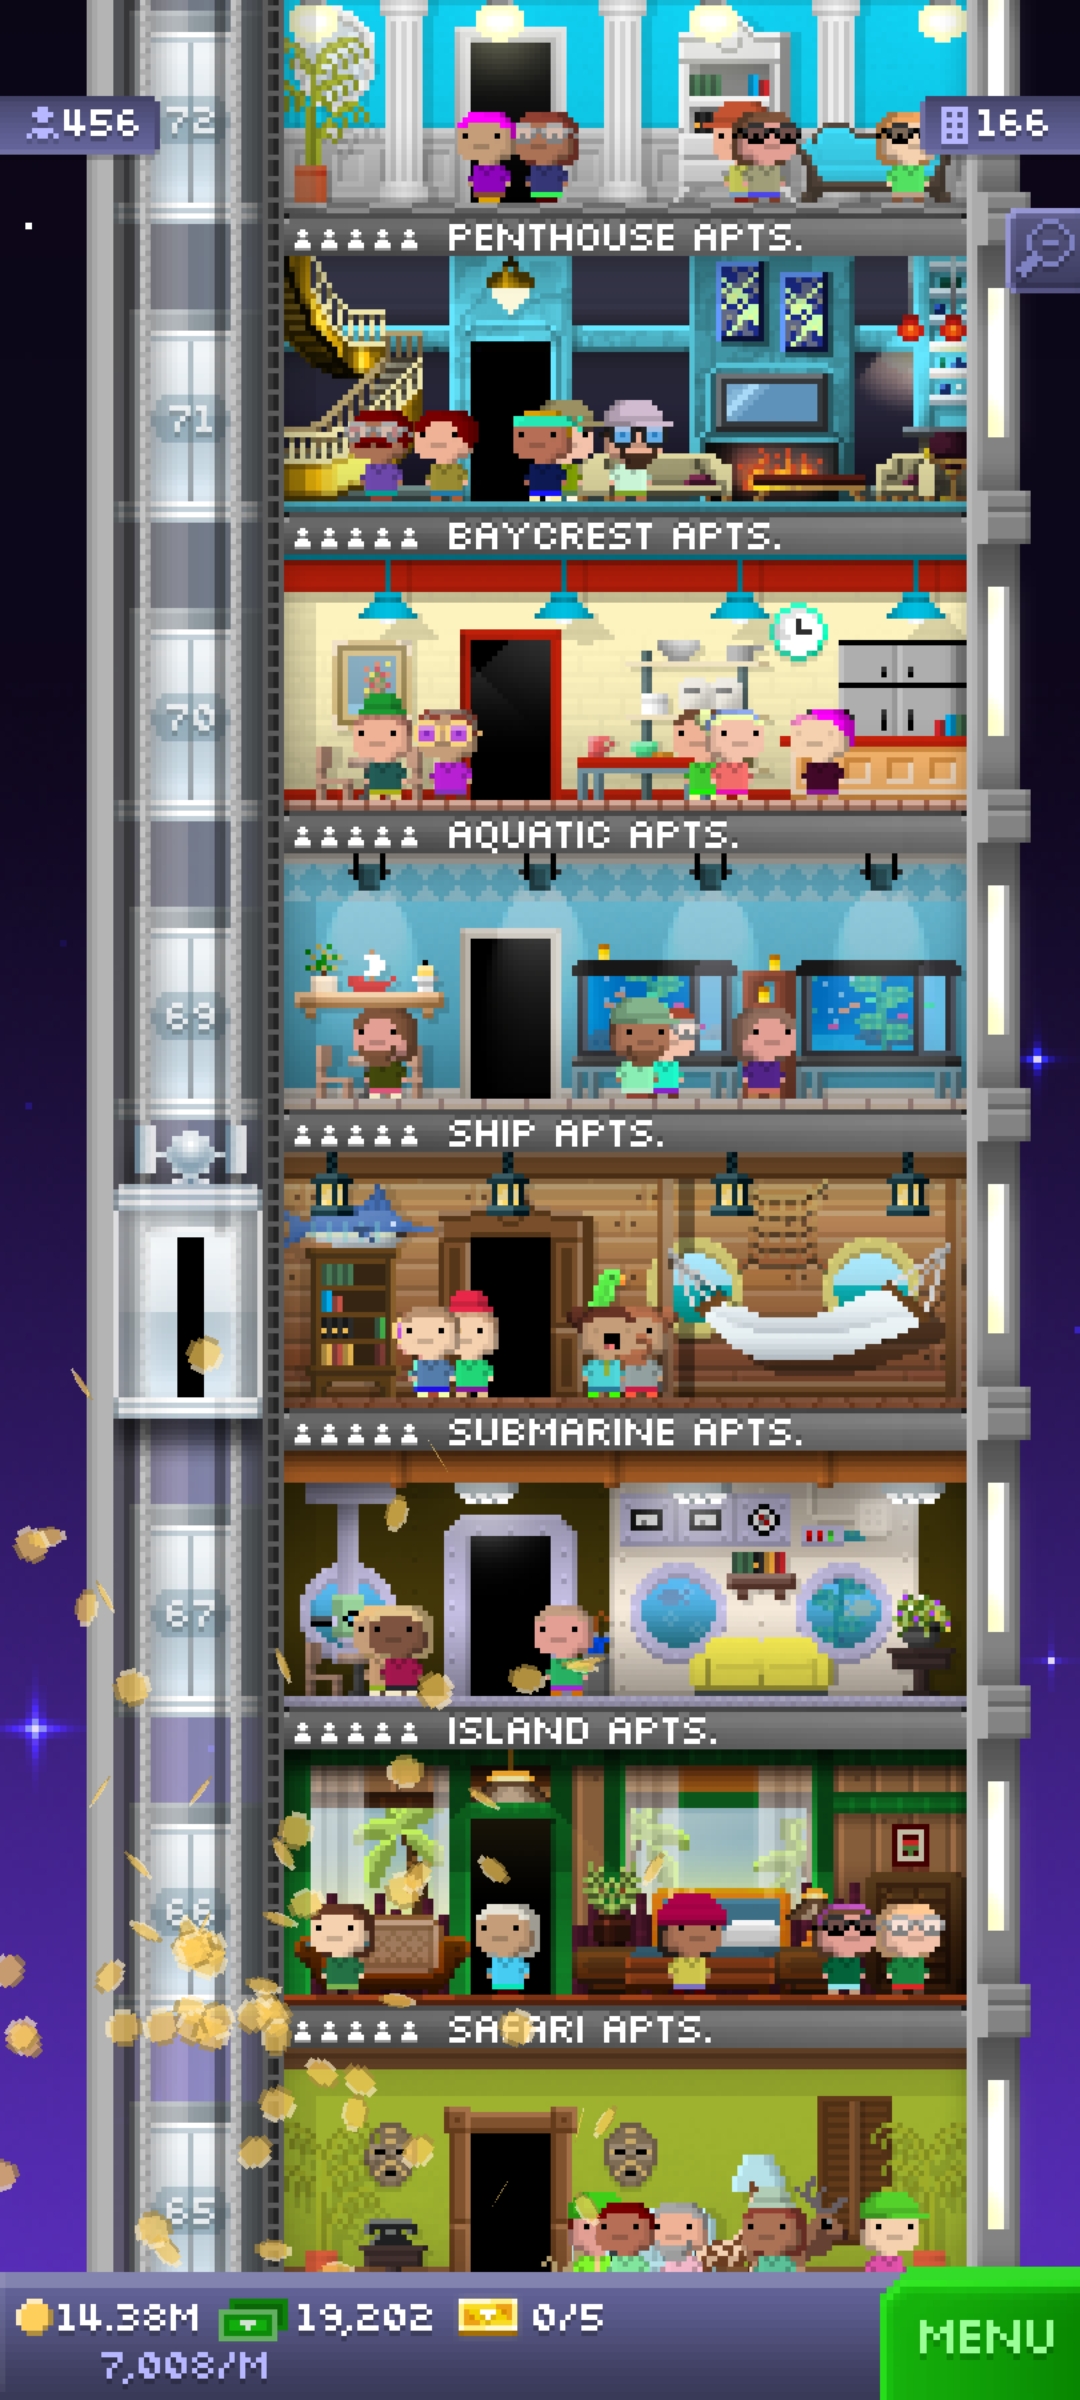 456
72
166
PENTHOUSE APTS.
71
BAYCREST APTS.
70
AQUATIC APTS.
69
SHIP APTS.
SUBMARINE APTS.
67
ISLAND APTS.
66
SAFARI APTS.
65
14.38M 19,202 0/5
7,008/M
MENU